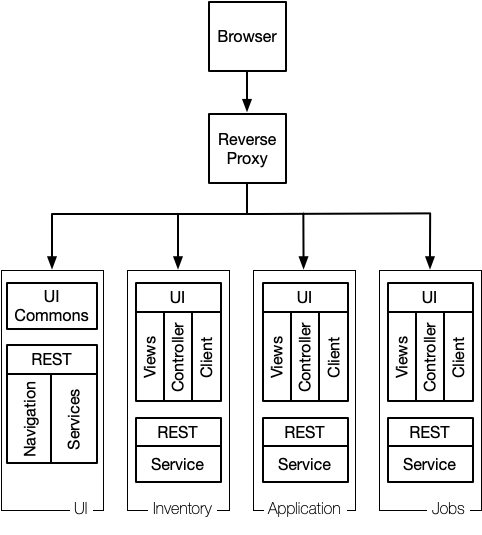 Browser
Reverse
Proxy
UI
Commons
REST
Navigation
Services
UI
UI
Views
Controller
Client
REST
Service
Inventory
UI
Views
Controller
Client
REST
Service
Application
UI
Views
Controller
Client
REST
Service
Jobs